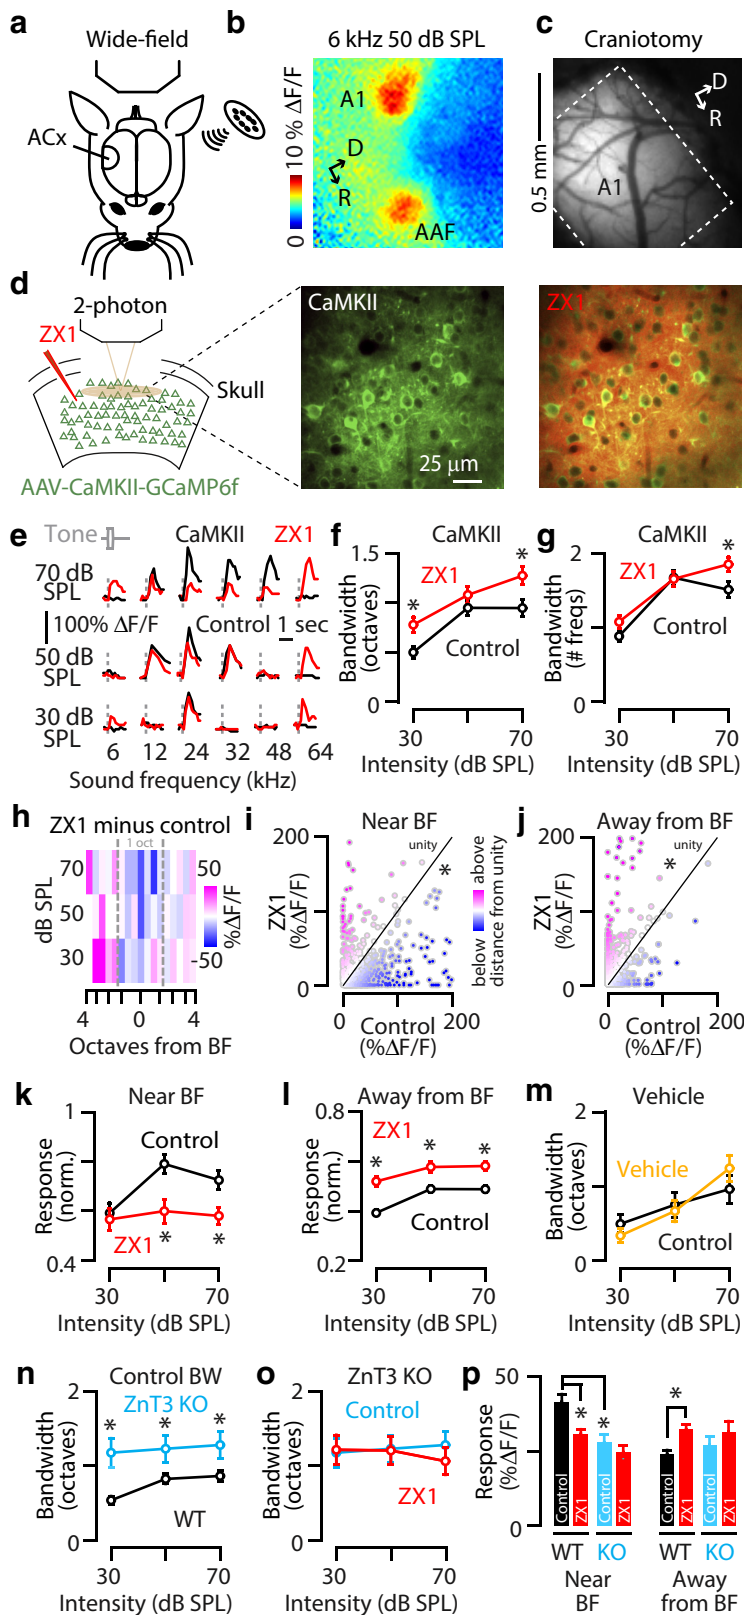 a
Wide-field
ACx
b
6 kHz 50 dB SPL
A1
D
R
AAF
0 10 % ΔF/F
c
Craniotomy
D
R
A1
0.5 mm
d
2-photon
ZX1
Skull
AAV-CaMKII-GCaMP6f
CaMKII
25 µm
ZX1
e
Tone
CaMKII
ZX1
70 dB
SPL
100% ΔF/F
Control 1 sec
50 dB
SPL
30 dB
SPL
6 12 24 32 48 64
Sound frequency (kHz)
f
CaMKII
1.5
*
ZX1
*
Control
0
Bandwidth
(octaves)
30 70
Intensity (dB SPL)
g
CaMKII
2
*
ZX1
Control
0
Bandwidth
(# freqs)
30 70
Intensity (dB SPL)
h
ZX1 minus control
1 oct
70
50
30
dB SPL
50
-50
%ΔF/F
4 0 4
Octaves from BF
i
Near BF
200
unity
*
0
ZX1
(%ΔF/F)
0 200
Control
(%ΔF/F)
below above
distance from unity
j
Away from BF
200
unity
*
0
ZX1
(%ΔF/F)
0 200
Control
(%ΔF/F)
k
Near BF
1
Control
ZX1
* *
0.4
Response
(norm.)
30 70
Intensity (dB SPL)
l
Away from BF
0.8
ZX1
* * *
Control
0.2
Response
(norm.)
30 70
Intensity (dB SPL)
m
Vehicle
2
Vehicle
Control
0
Bandwidth
(octaves)
30 70
Intensity (dB SPL)
n
Control BW
2
ZnT3 KO
* * *
WT
0
Bandwidth
(octaves)
30 70
Intensity (dB SPL)
o
ZnT3 KO
2
Control
ZX1
0
Bandwidth
(octaves)
30 70
Intensity (dB SPL)
p
50
0
Response
(%ΔF/F)
* * *
Control ZX1 Control ZX1 Control ZX1 Control ZX1
WT KO WT KO
Near
BF
Away
from BF